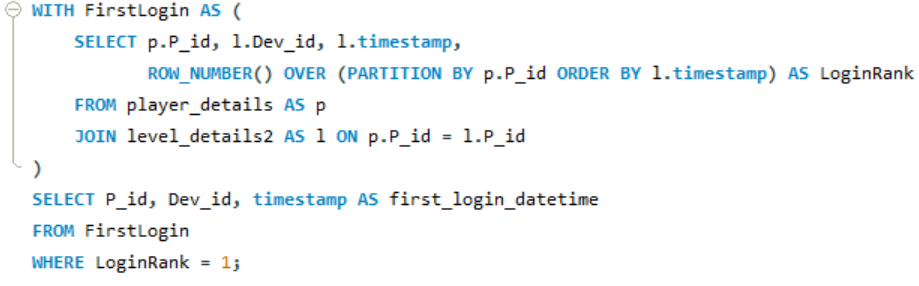 WITH FirstLogin AS (
    SELECT p.P_id, l.Dev_id, l.timestamp,
           ROW_NUMBER() OVER (PARTITION BY p.P_id ORDER BY l.timestamp) AS LoginRank
    FROM player_details AS p
    JOIN level_details2 AS l ON p.P_id = l.P_id
)
SELECT P_id, Dev_id, timestamp AS first_login_datetime
FROM FirstLogin
WHERE LoginRank = 1;